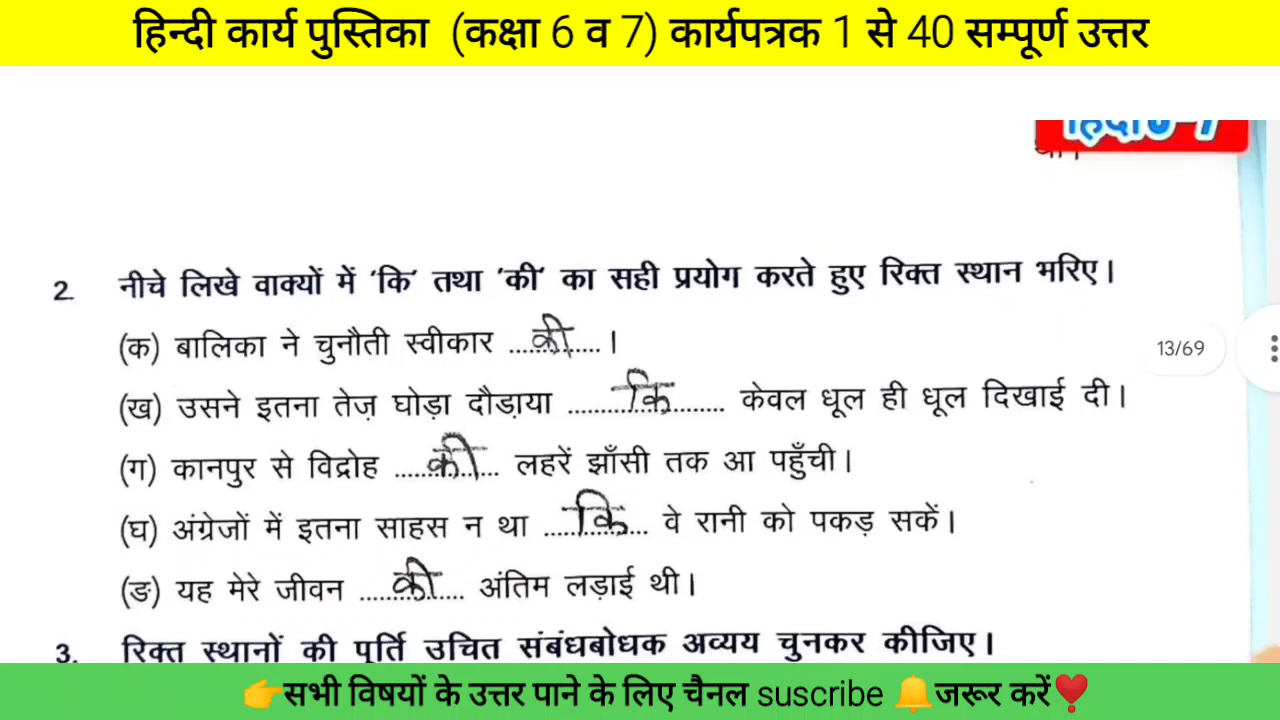 हिन्दी कार्य पुस्तिका (कक्षा 6 व 7) कार्यपत्रक 1 से 40 सम्पूर्ण उत्तर
2. नीचे लिखे वाक्यों में 'कि' तथा 'की' का सही प्रयोग करते हुए रिक्त स्थान भरिए।
(क) बालिका ने चुनौती स्वीकार ....की.... ।
13/69
(ख) उसने इतना तेज़ घोड़ा दौड़ाया ....कि.... केवल धूल ही धूल दिखाई दी।
(ग) कानपुर से विद्रोह ....की.... लहरें झाँसी तक आ पहुँची।
(घ) अंग्रेजों में इतना साहस न था ....कि.... वे रानी को पकड़ सकें।
(ङ) यह मेरे जीवन ....की.... अंतिम लड़ाई थी।
3. रिक्त स्थानों की पूर्ति उचित संबंधबोधक अव्यय चुनकर कीजिए।
👉सभी विषयों के उत्तर पाने के लिए चैनल suscribe 🔔जरूर करें❣️